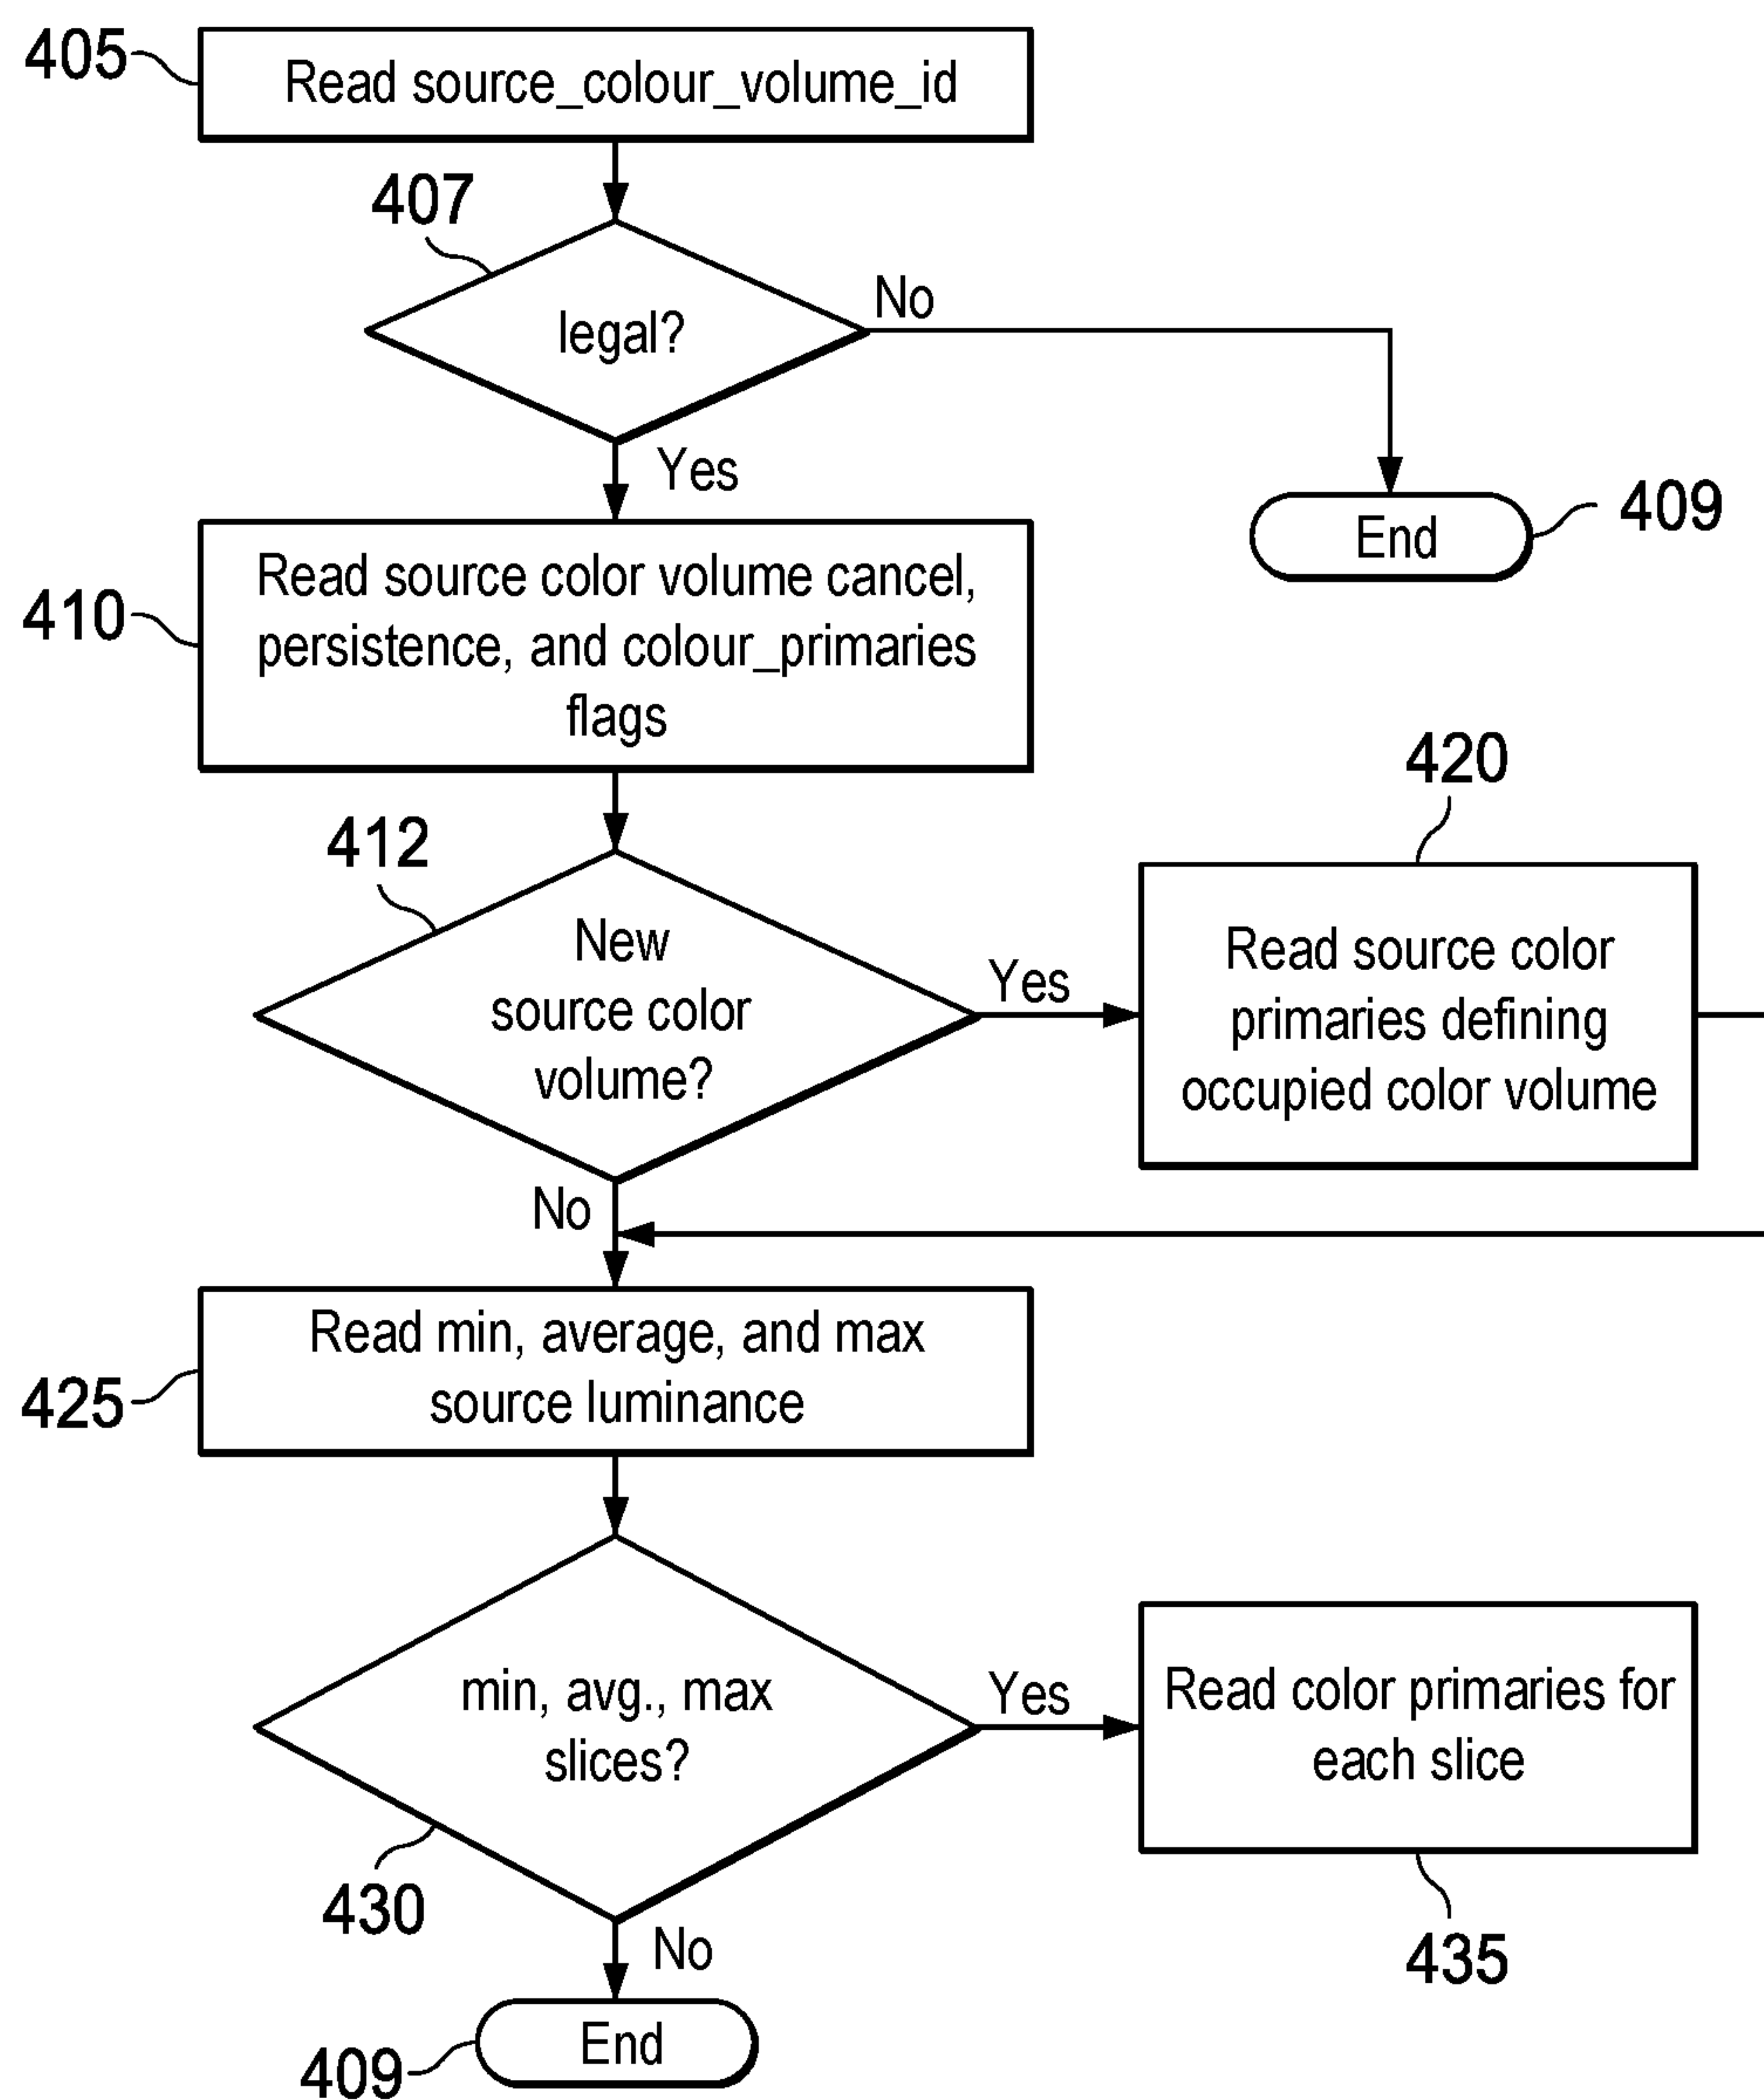 405
Read source_colour_volume_id
407
legal?
No
Yes
End
409
410
Read source color volume cancel,
persistence, and colour_primaries
flags
412
New
source color
volume?
Yes
420
Read source color
primaries defining
occupied color volume
No
425
Read min, average, and max
source luminance
min, avg., max
slices?
Yes
Read color primaries for
each slice
430
435
No
End
409